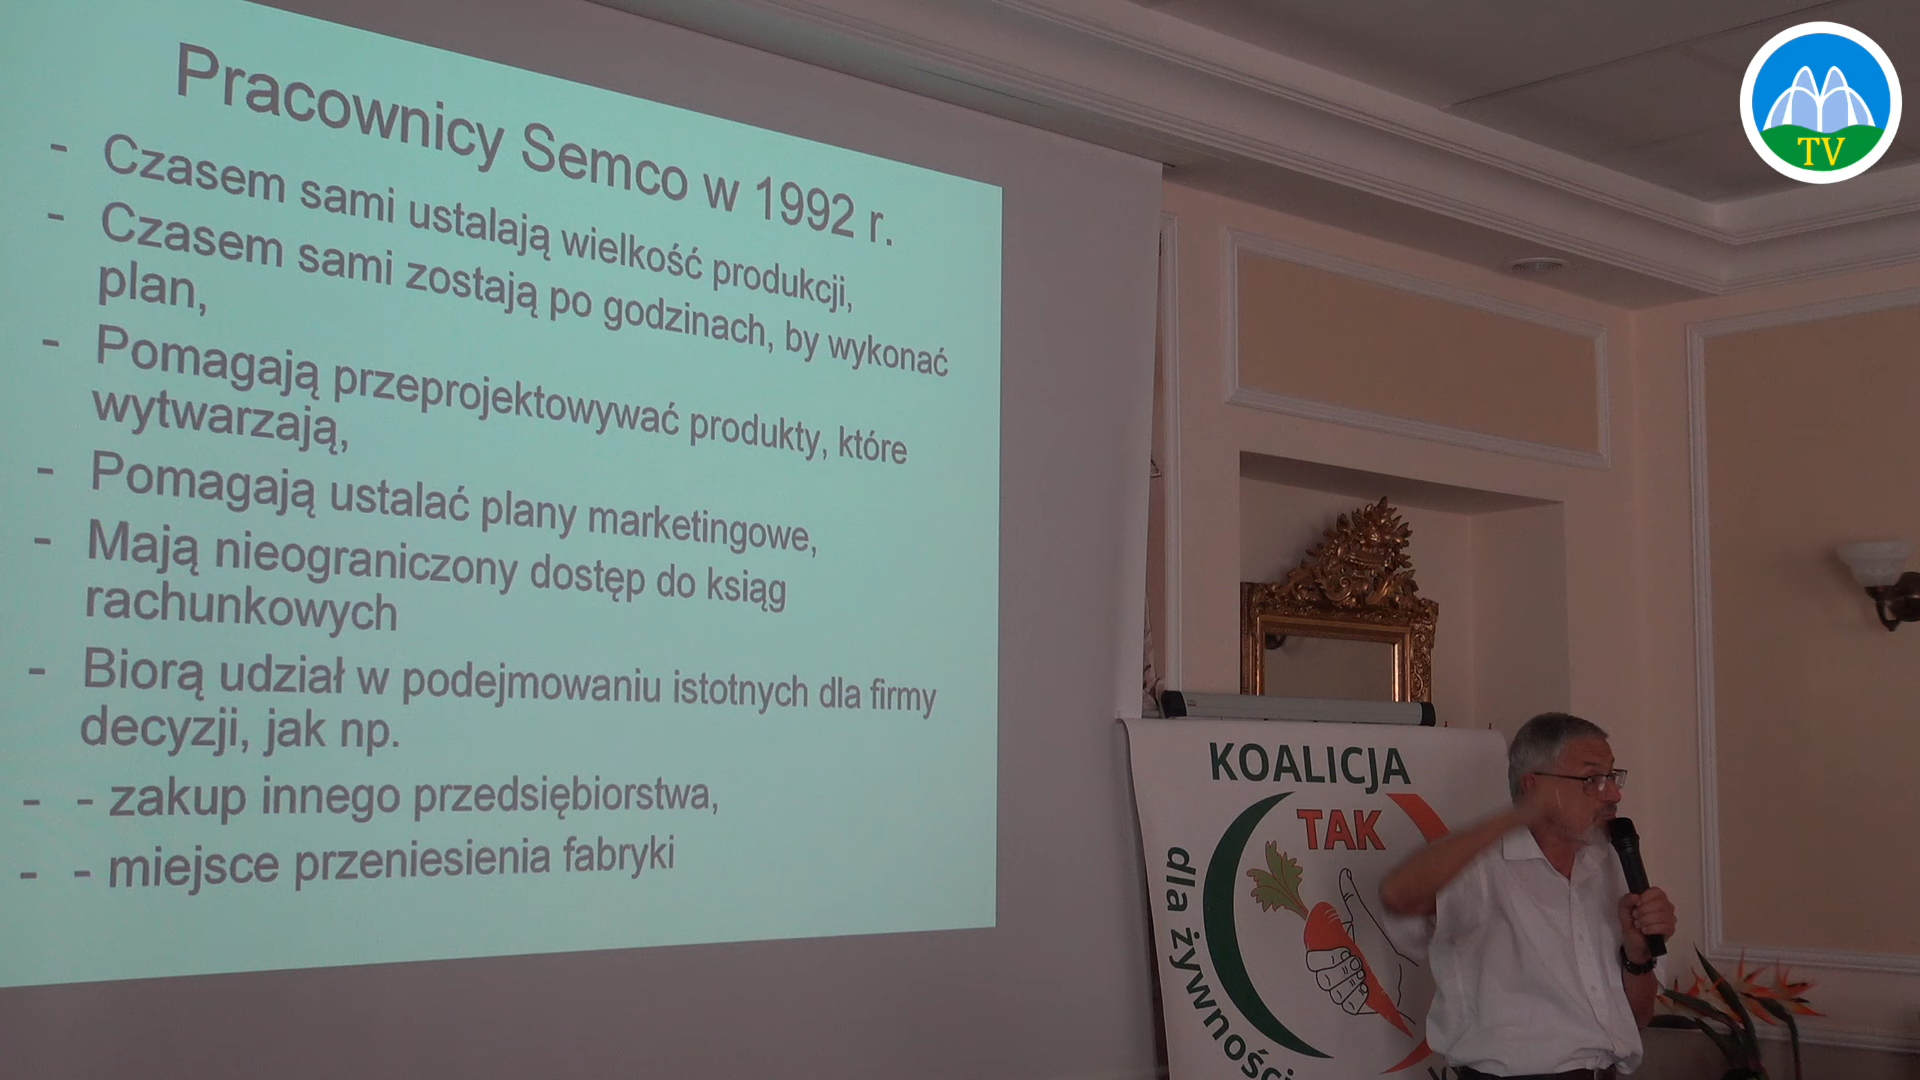 Pracownicy Semco w 1992 r.
- Czasem sami ustalają wielkość produkcji,
- Czasem sami zostają po godzinach, by wykonać
plan,
- Pomagają przeprojektowywać produkty, które
wytwarzają,
- Pomagają ustalać plany marketingowe,
- Mają nieograniczony dostęp do ksiąg
rachunkowych
- Biorą udział w podejmowaniu istotnych dla firmy
decyzji, jak np.
- - zakup innego przedsiębiorstwa,
- - miejsce przeniesienia fabryki
TV
KOALICJA
TAK
dla żywności